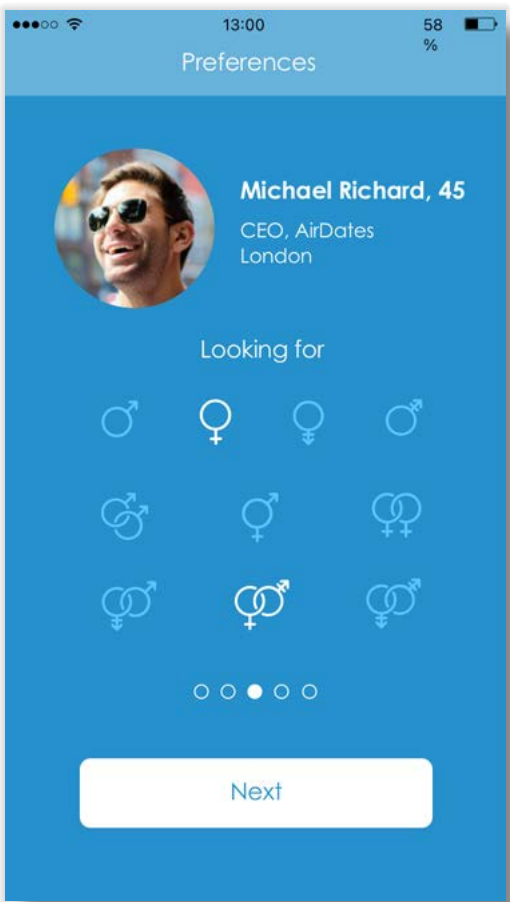 13:00
58
%
Preferences
Michael Richard, 45
CEO, AirDates
London
Looking for
Next